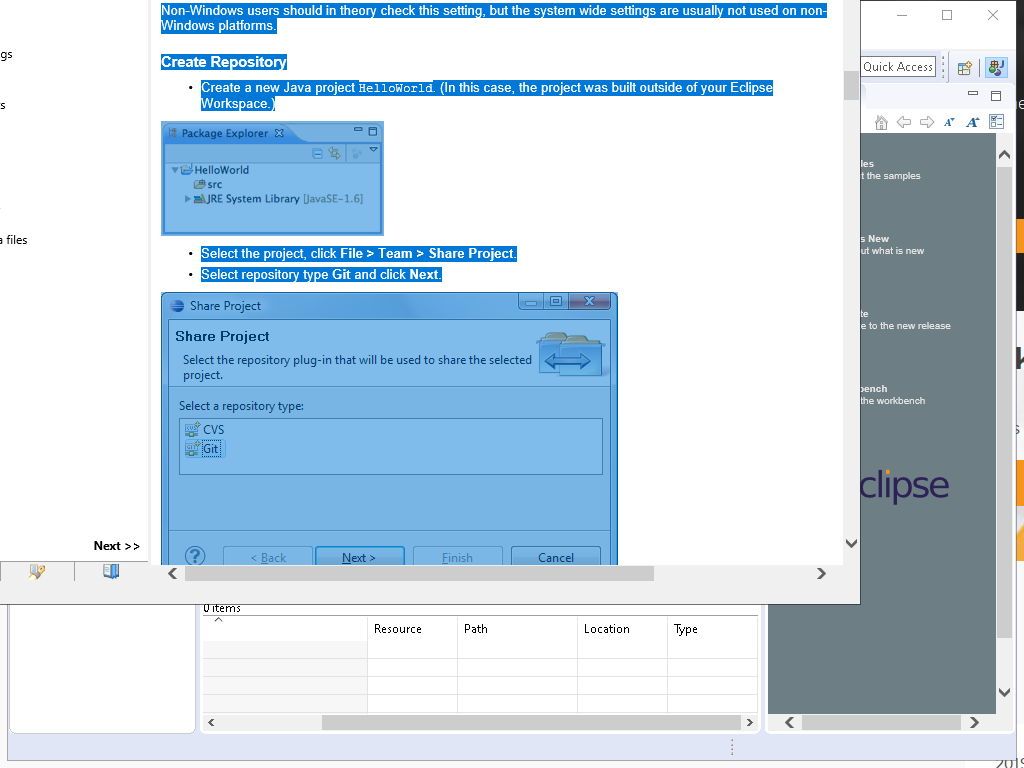 Non-Windows users should in theory check this setting, but the system wide settings are usually not used on non-
Windows platforms.
gs
Create Repository
• Create a new Java project HelloWorld. (In this case, the project was built outside of your Eclipse
Workspace.)
s
Package Explorer
HelloWorld
src
JRE System Library [JavaSE-1.6]
a files
• Select the project, click File > Team > Share Project.
• Select repository type Git and click Next.
Share Project
Share Project
Select the repository plug-in that will be used to share the selected
project.
Select a repository type:
CVS
Git
< Back
Next >
Finish
Cancel
Next >>
Quick Access
les
t the samples
s New
ut what is new
te
e to the new release
bench
the workbench
clipse
0 items
Resource
Path
Location
Type
2019